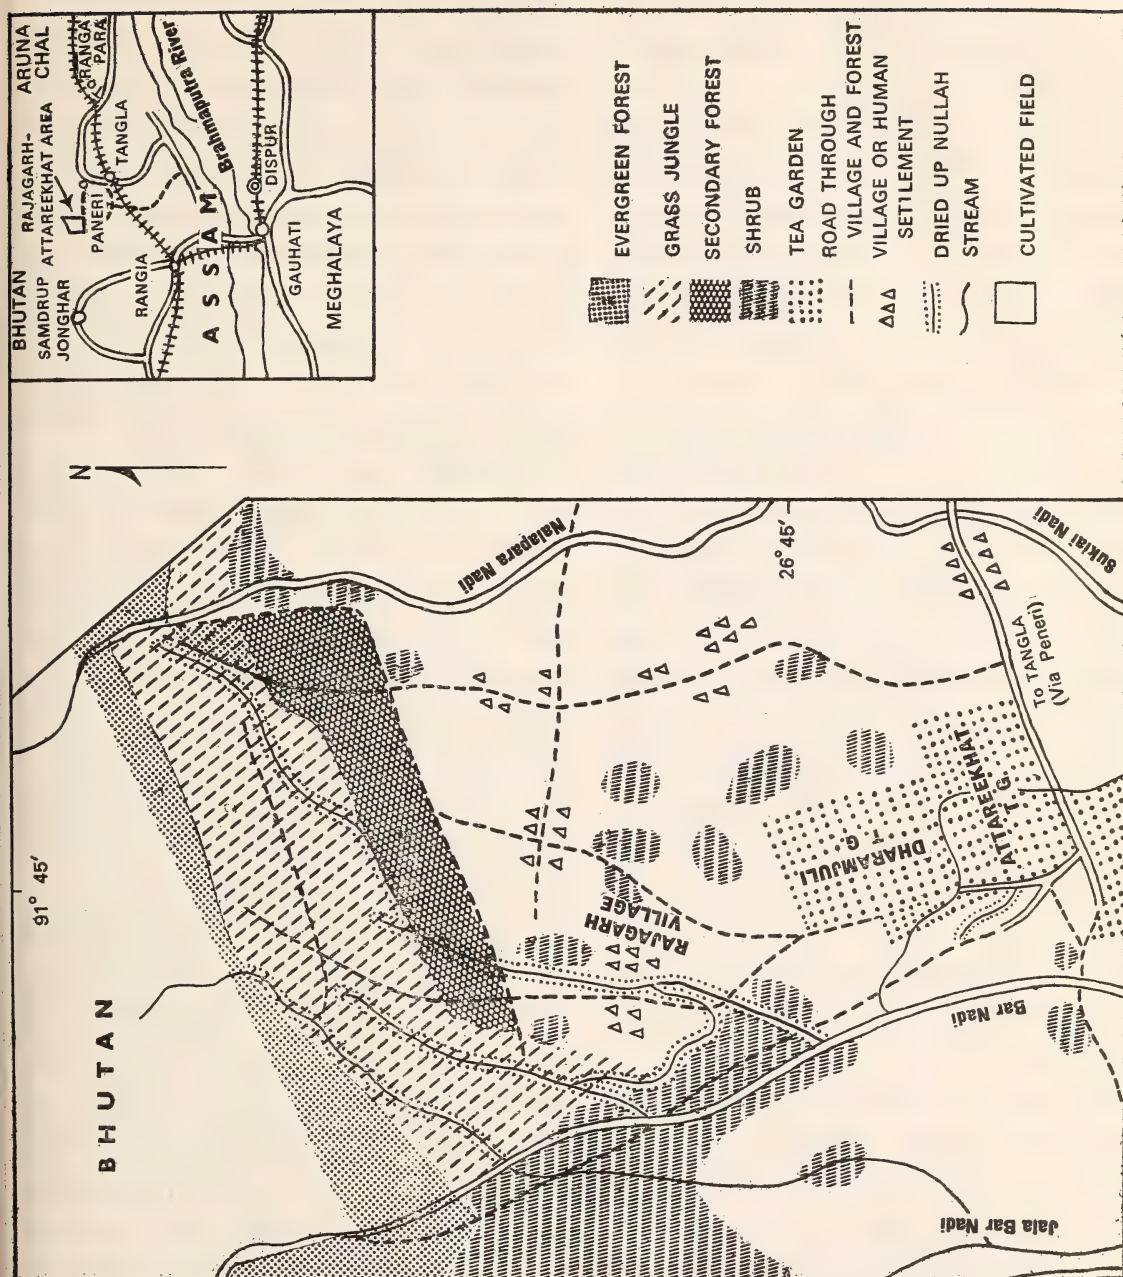 BHUTAN
SAMDRUP
JONGHAR
RAJAGARH-
ATTAREEKHAT AREA
ARUNA
CHAL
RANGA
PARA
PANERI
TANGLA
RANGIA
ASSAM
Brahmaputra River
DISPUR
GAUHATI
MEGHALAYA
N
EVERGREEN FOREST
GRASS JUNGLE
SECONDARY FOREST
SHRUB
TEA GARDEN
ROAD THROUGH
VILLAGE AND FOREST
VILLAGE OR HUMAN
SETLEMENT
DRIED UP NULLAH
STREAM
CULTIVATED FIELD
BHUTAN
91° 45′
Nalapara
Nadi
26° 45′
RAJAGARH
VILLAGE
DHARAMJULI
T G.
ATTAREEKHAT
T G.
To TANGLA
(Via Peneri)
Suklai Nadi
Bar Nadi
Jala Bar Nadi